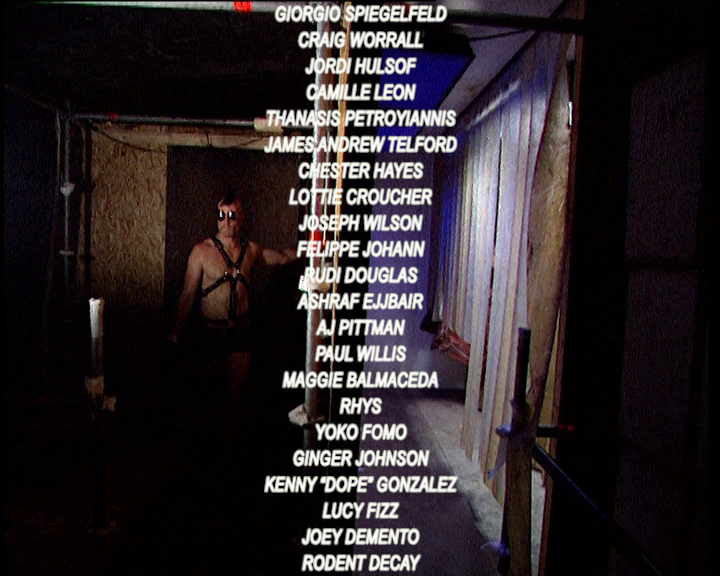 GIORGIO SPIEGELFELD
CRAIG WORRALL
JORDI HULSOF
CAMILLE LEON
THANASIS PETROYIANNIS
JAMES ANDREW TELFORD
CHESTER HAYES
LOTTIE CROUCHER
JOSEPH WILSON
FELIPPE JOHANN
RUDI DOUGLAS
ASHRAF EJJBAIR
AJ PITTMAN
PAUL WILLIS
MAGGIE BALMACEDA
RHYS
YOKO FOMO
GINGER JOHNSON
KENNY "DOPE" GONZALEZ
LUCY FIZZ
JOEY DEMENTO
RODENT DECAY